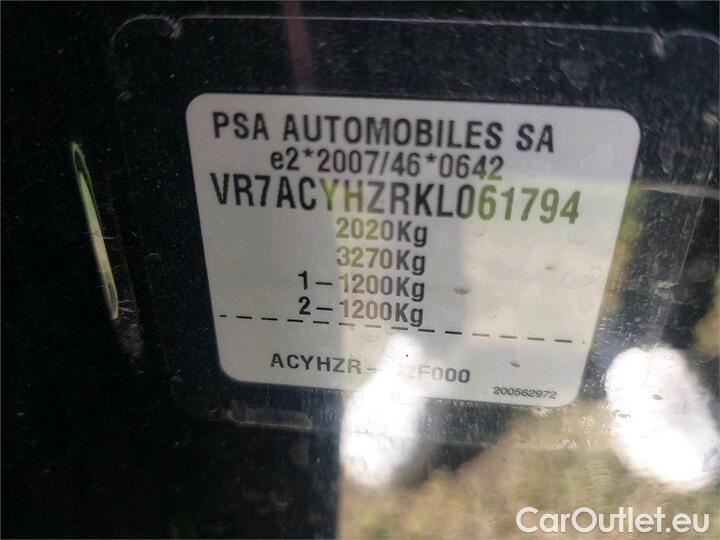 PSA AUTOMOBILES SA
e2*2007/46*0642
VR7ACYHZRKL061794
2020Kg
3270Kg
1-1200Kg
2-1200Kg
200562972
CarOutlet.eu